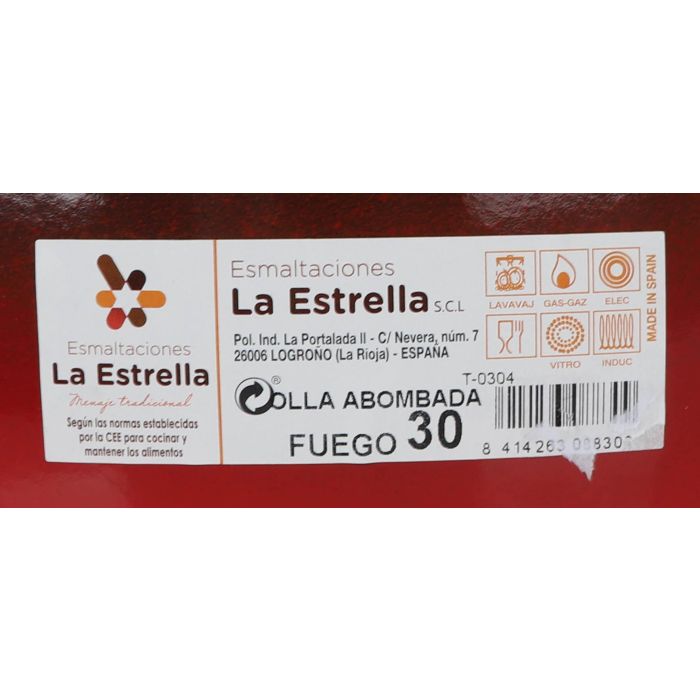 Esmaltaciones
La Estrella
Menaje tradicional
Según las normas establecidas
por la CEE para cocinar y
mantener los alimentos
Esmaltaciones
La Estrella S.C.L
Pol. Ind. La Portalada II - C/ Nevera, núm. 7
26006 LOGROÑO (La Rioja) - ESPAÑA
® OLLA ABOMBADA
FUEGO 30
LAVAVAJ GAS-GAZ ELEC
VITRO INDUC
MADE IN SPAIN
T-0304
8 414263